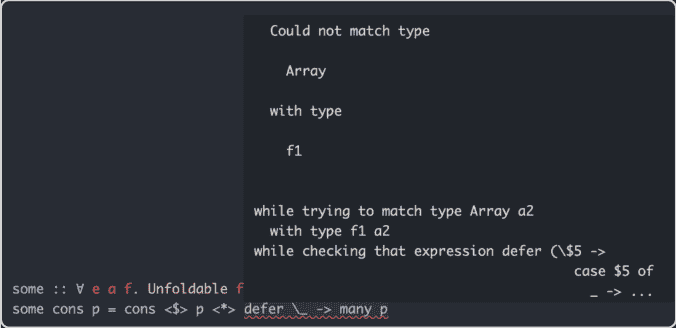 Could not match type
Array
with type
f1
while trying to match type Array a2
with type f1 a2
while checking that expression defer (\$5 ->
case $5 of
_ -> ...
some :: ∀ e a f. Unfoldable f
some cons p = cons <$> p <*> defer \_ -> many p